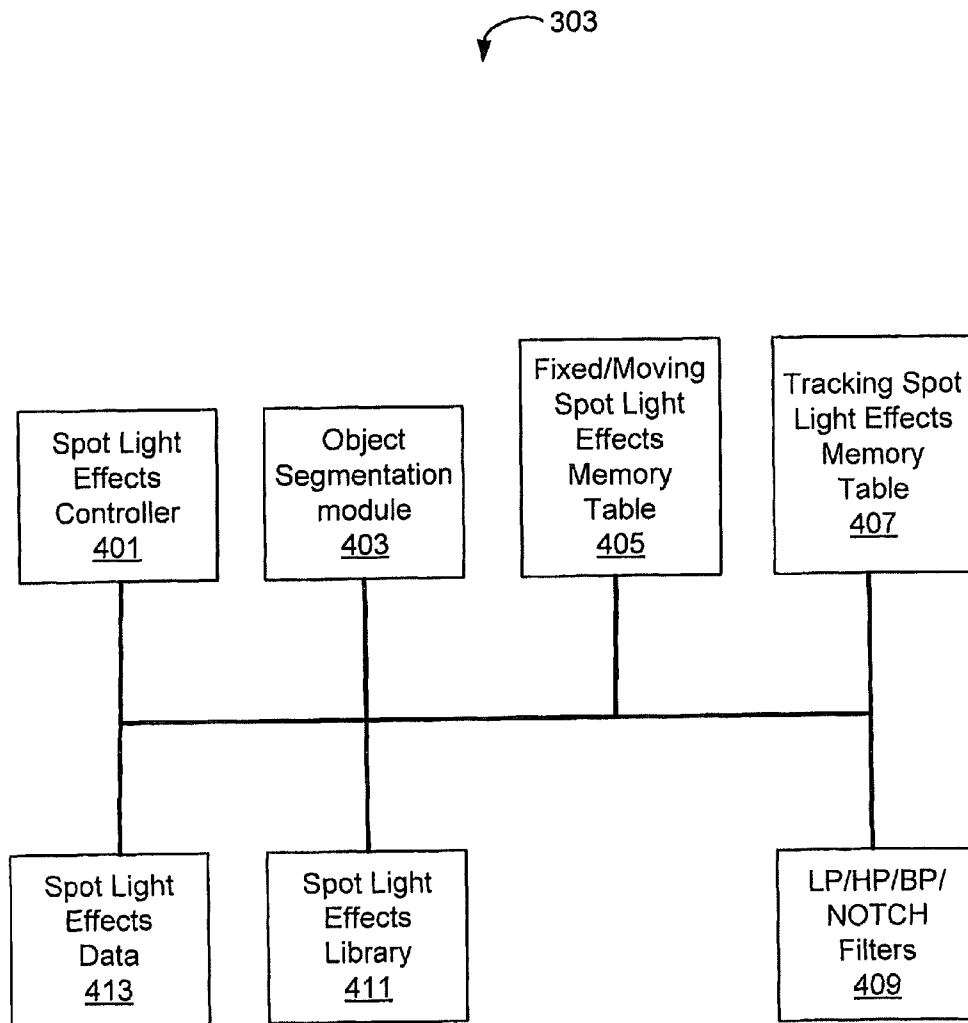 303
Spot Light
Effects
Controller
401
Object
Segmentation
module
403
Fixed/Moving
Spot Light
Effects
Memory
Table
405
Tracking Spot
Light Effects
Memory
Table
407
Spot Light
Effects
Data
413
Spot Light
Effects
Library
411
LP/HP/BP/
NOTCH
Filters
409